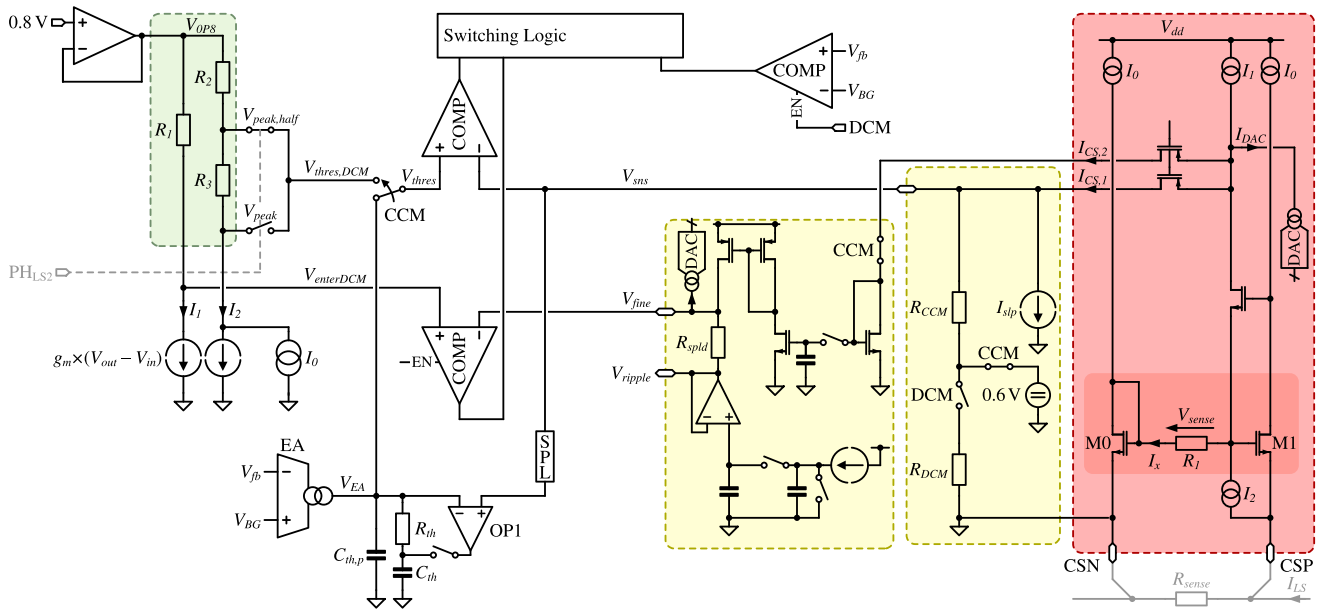 0.8 V
+
−
V0P8
R1
R2
R3
Vpeak,half
Vpeak
PHLS2
I1
I2
gm×(Vout − Vin)
I0
Vthres,DCM
CCM
Vthres
VenterDCM
Switching Logic
COMP
+
−
COMP
+
−
EN
Vfb
VBG
DCM
EN
COMP
+
−
Vsns
Vfine
Vripple
EA
Vfb
−
VBG
+
VEA
Cth,p
Rth
Cth
−
+
OP1
SPL
DAC
Rspld
−
+
CCM
RCCM
Islp
CCM
DCM
0.6 V
RDCM
Vdd
I0
I1
I0
ICS,2
ICS,1
IDAC
DAC
Vsense
M0
Ix
R1
M1
I2
CSN
CSP
Rsense
ILS